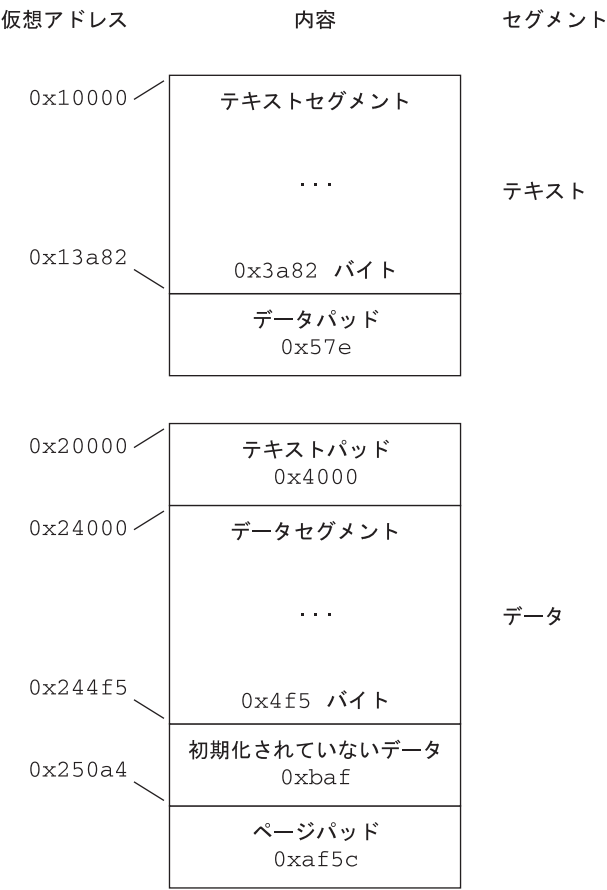 仮想アドレス 内容 セグメント
0x10000
テキストセグメント
...
テキスト
0x13a82
0x3a82 バイト
データパッド
0x57e
0x20000
テキストパッド
0x4000
0x24000
データセグメント
...
データ
0x244f5
0x4f5 バイト
初期化されていないデータ
0x250a4
0xbaf
ページパッド
0xaf5c